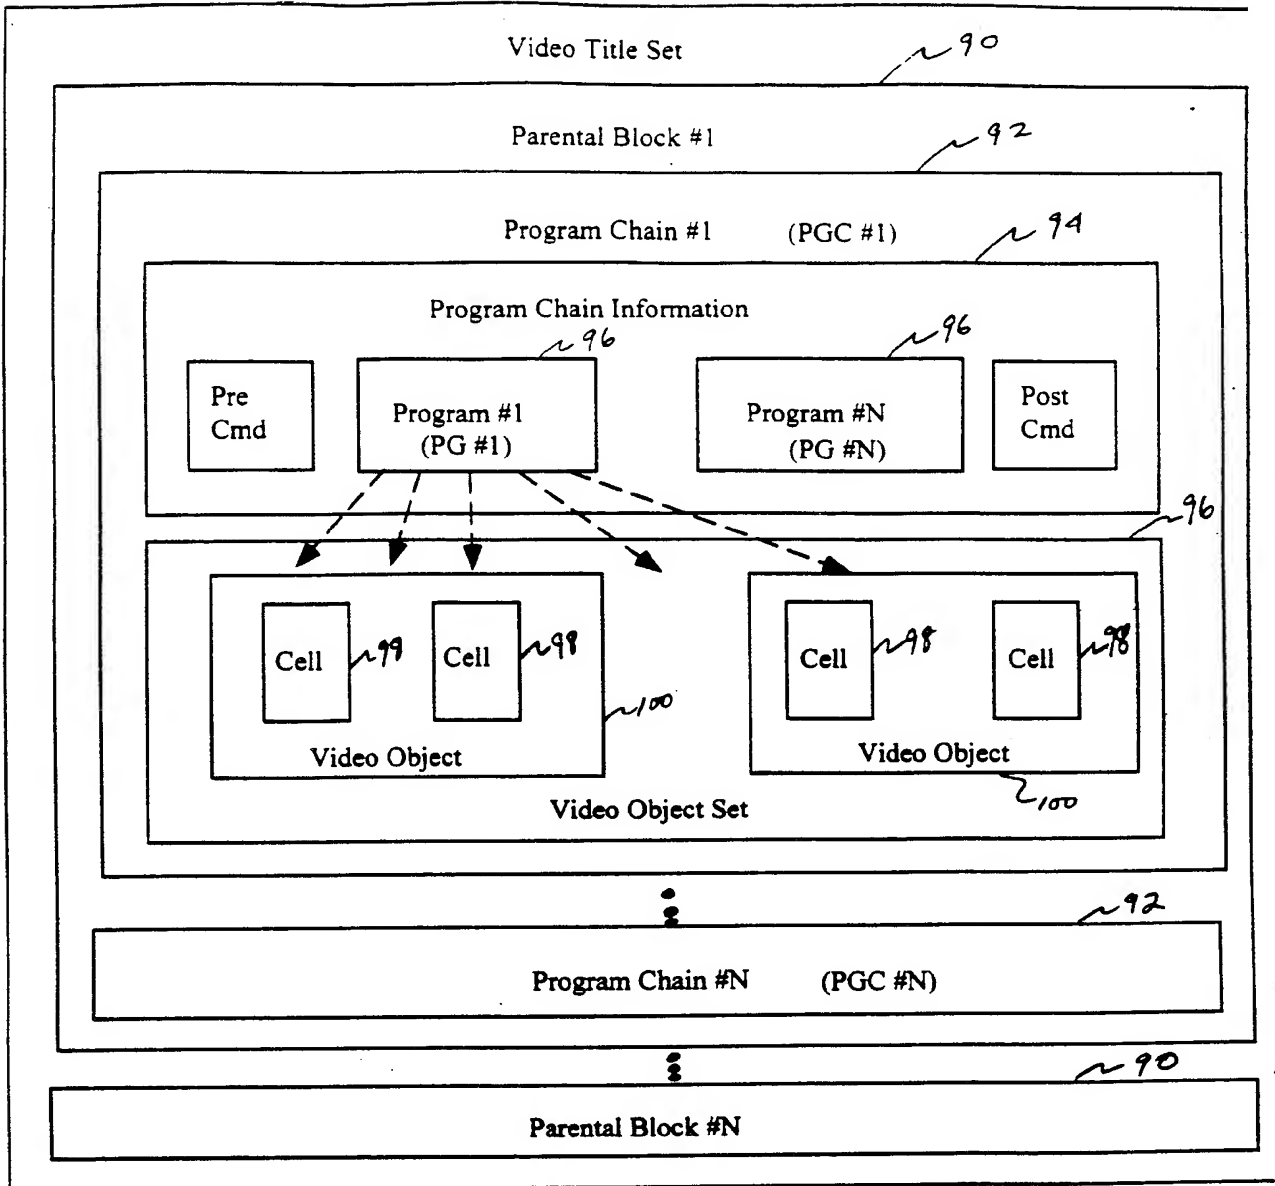 Video Title Set
90
Parental Block #1
92
Program Chain #1 (PGC #1)
94
Program Chain Information
96
96
Pre
Cmd
Program #1
(PG #1)
Program #N
(PG #N)
Post
Cmd
96
Cell
98
Cell
98
Cell
98
Cell
98
100
Video Object
Video Object
100
Video Object Set
92
Program Chain #N (PGC #N)
90
Parental Block #N